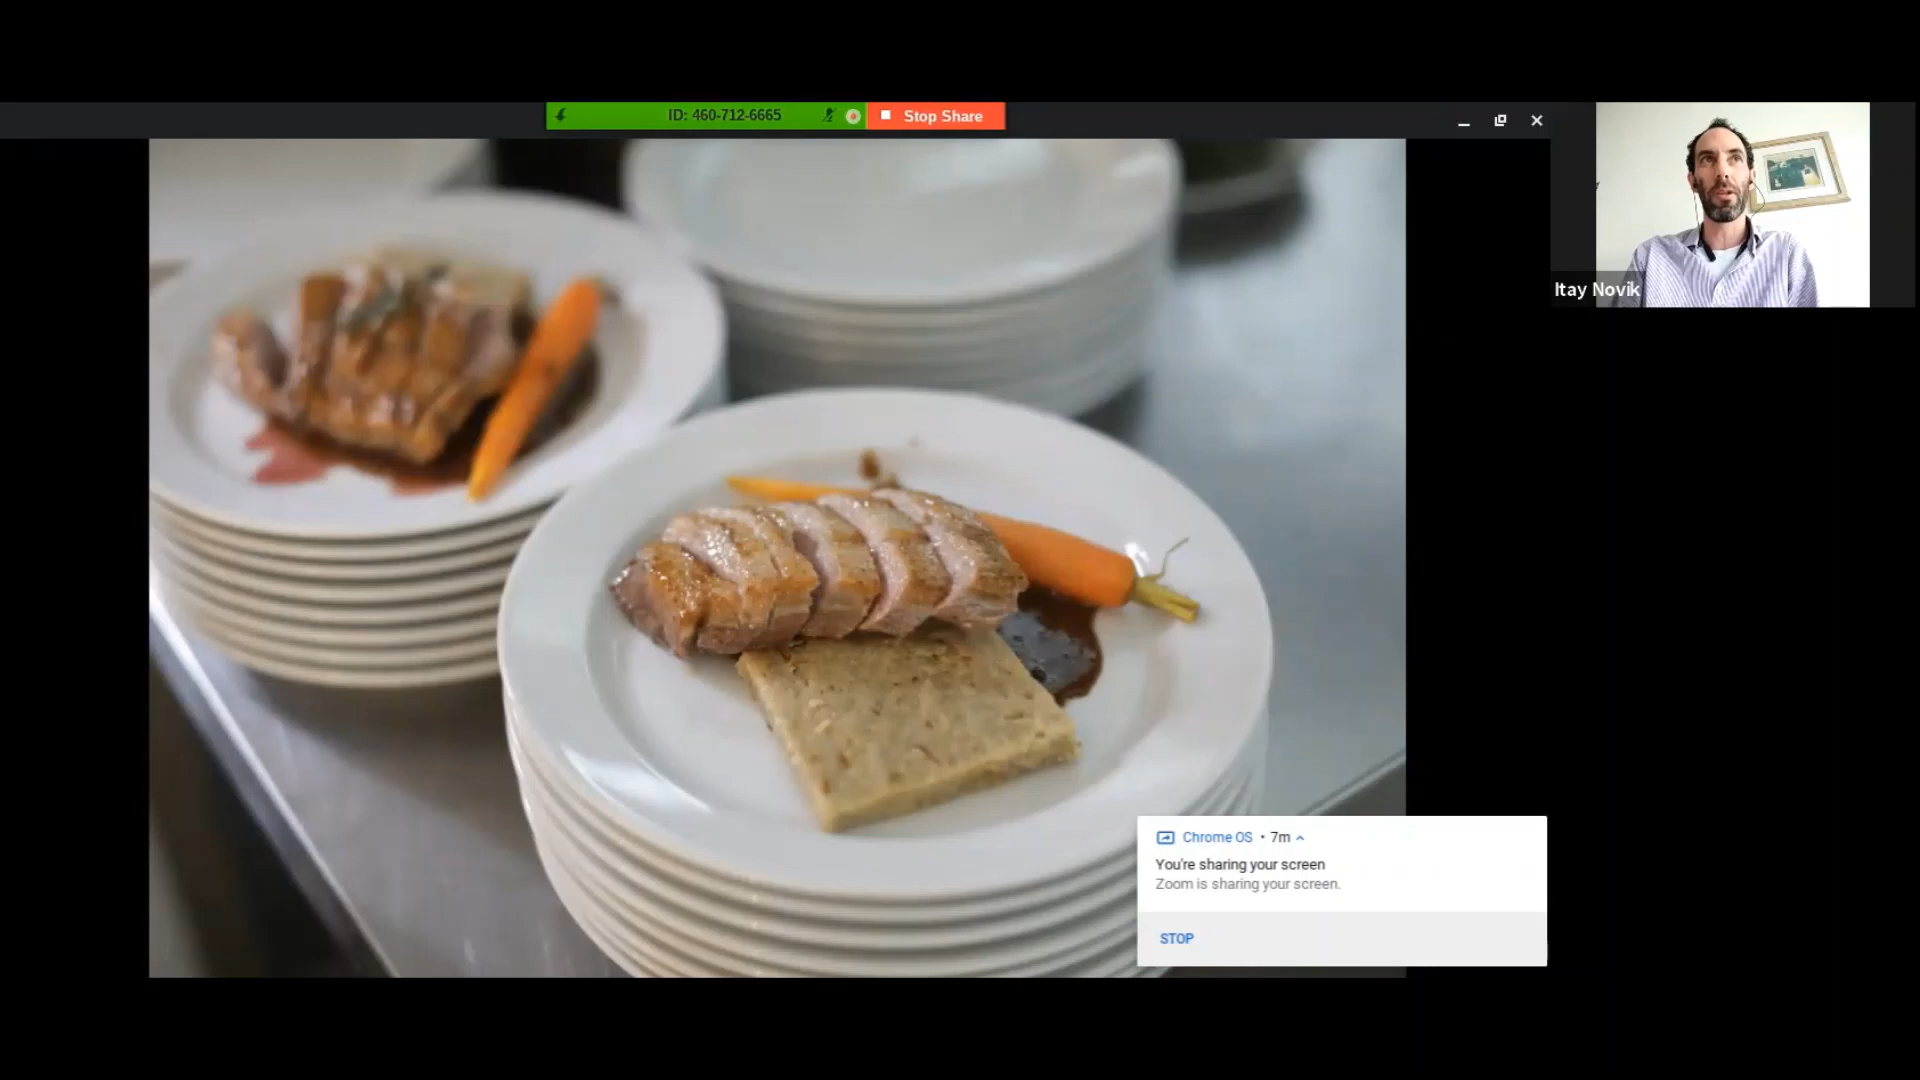 ID: 460-712-6665
Stop Share
Itay Novik
Chrome OS • 7m
You're sharing your screen
Zoom is sharing your screen.
STOP